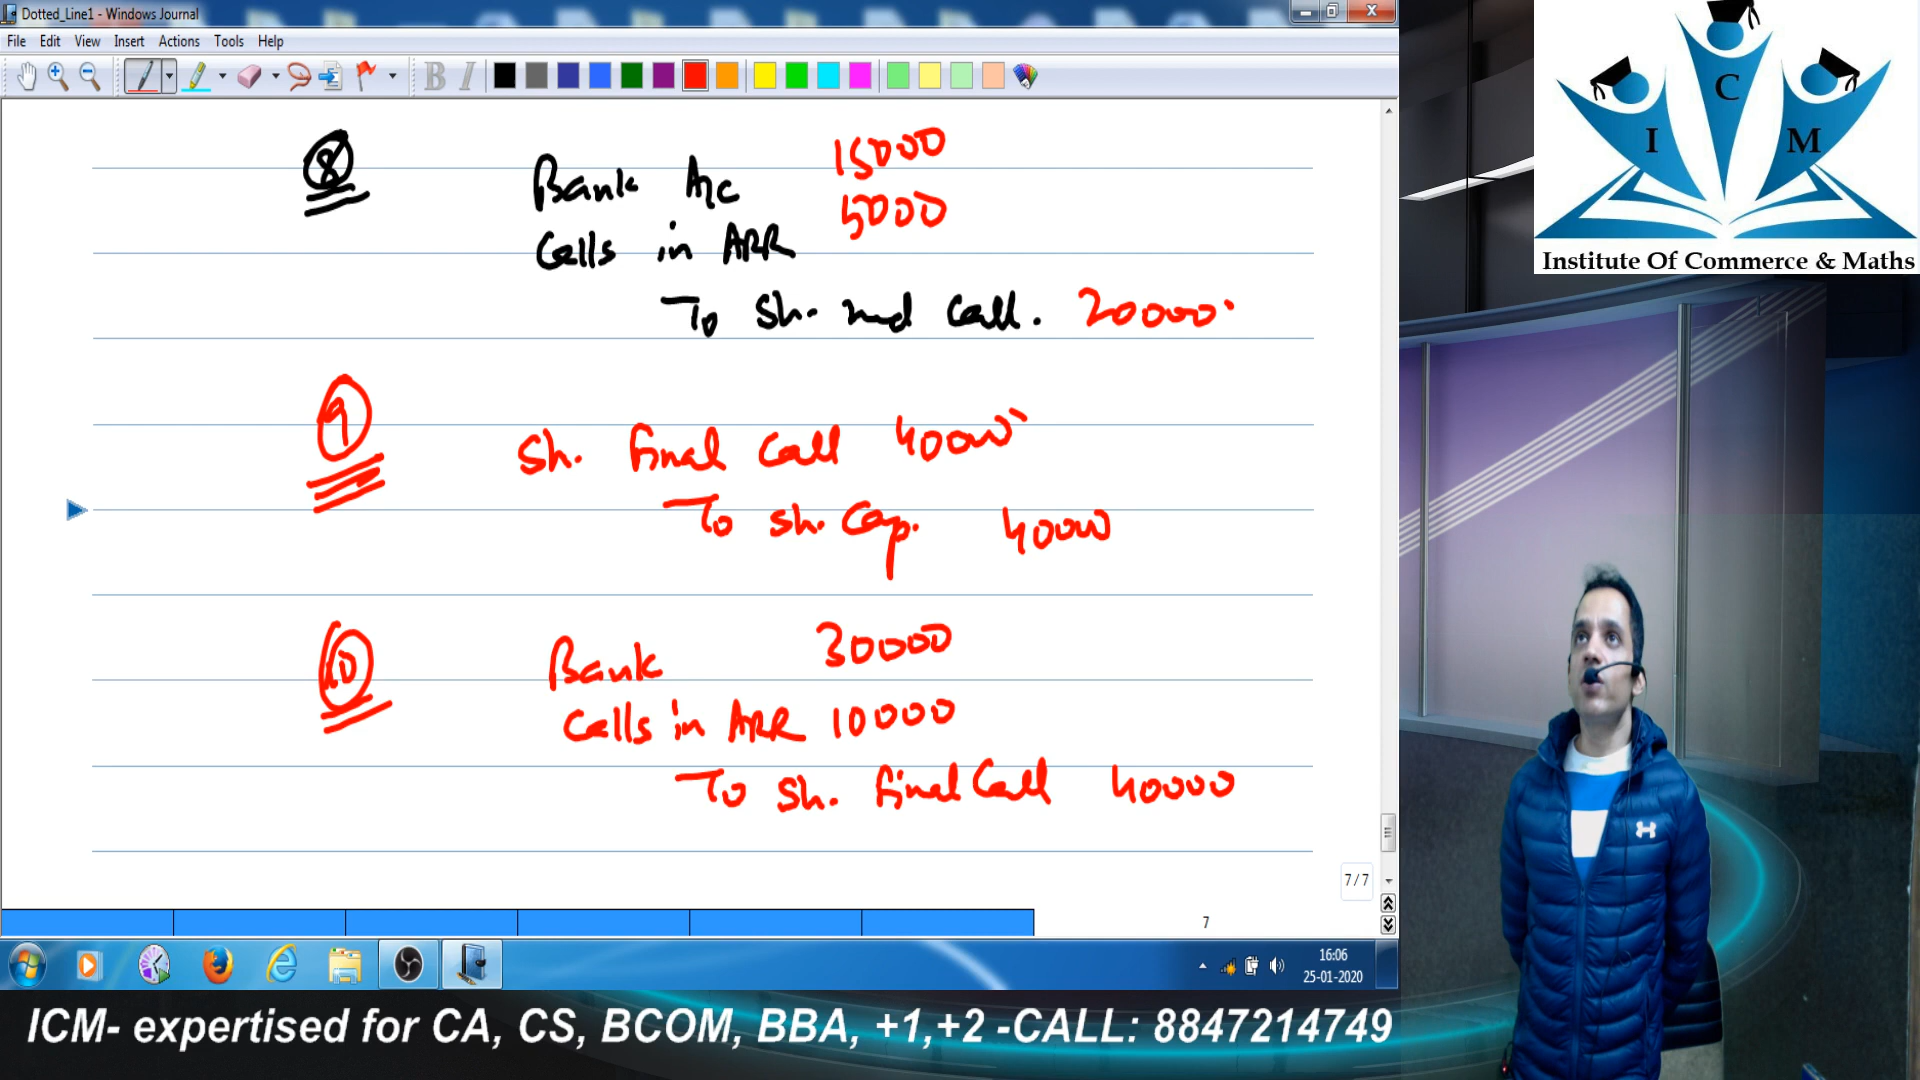 Dotted_Line1 - Windows Journal
File Edit View Insert Actions Tools Help
B I
8
Bank A/c 15000
Calls in ARR 5000
To Sh. 2nd Call. 20000
9
Sh. Final Call 40000
To Sh. Cap. 40000
10
Bank 30000
Calls in ARR 10000
To Sh. Final Call 40000
7/7
7
16:06
25-01-2020
I C M
Institute Of Commerce & Maths
ICM- expertised for CA, CS, BCOM, BBA, +1,+2 -CALL: 8847214749